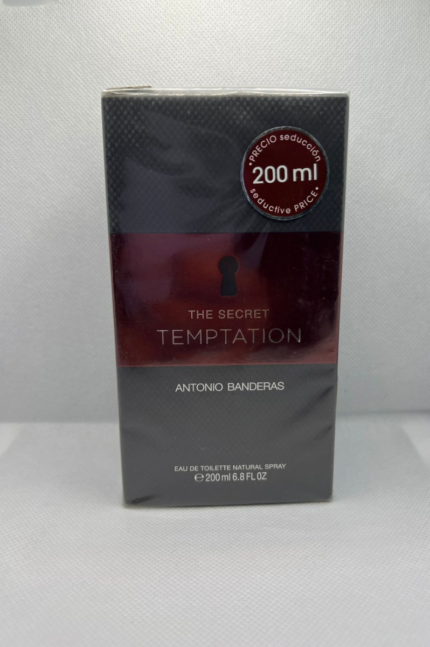 PRECIO seducción
200 ml
seductive PRICE
THE SECRET
TEMPTATION
ANTONIO BANDERAS
EAU DE TOILETTE NATURAL SPRAY
℮ 200 ml 6.8 FL OZ